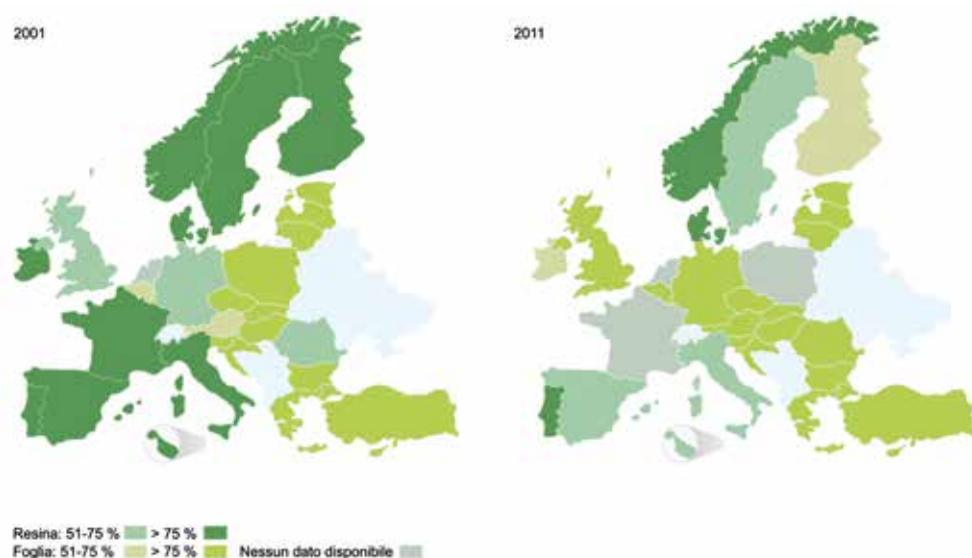 2001
2011
Resina: 51-75 % > 75 %
Foglia: 51-75 % > 75 % Nessun dato disponibile